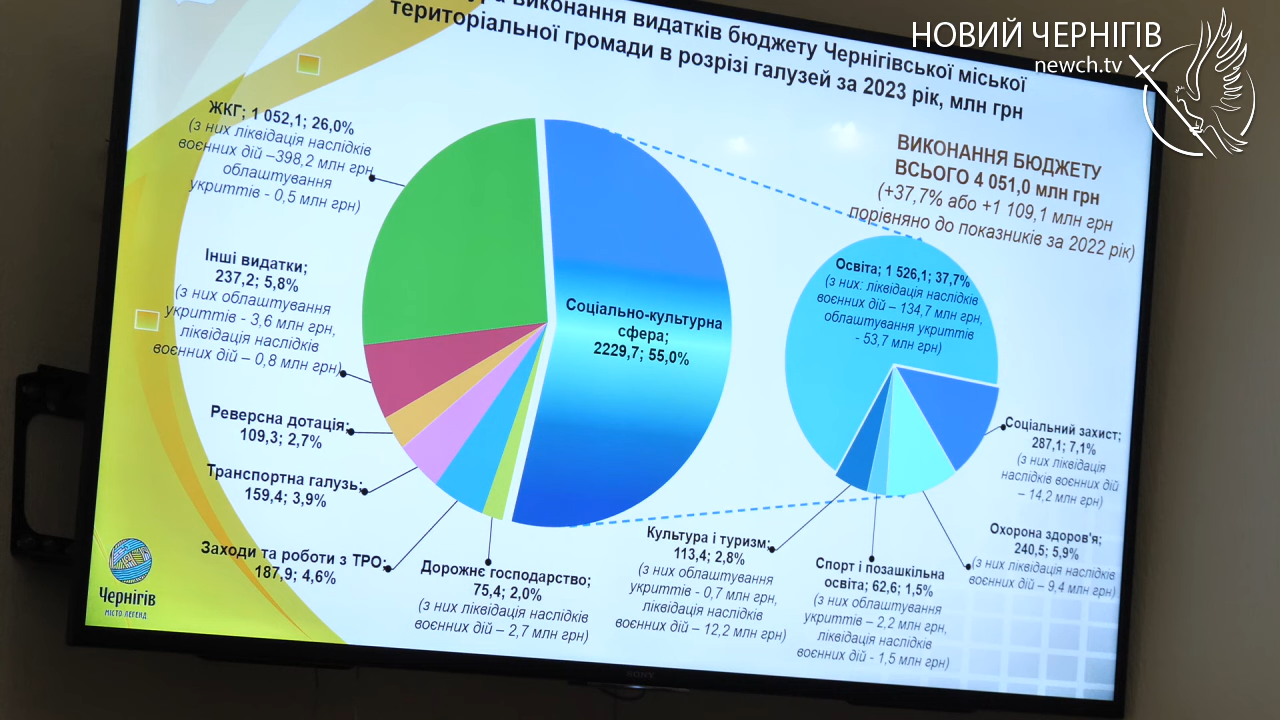 НОВИЙ ЧЕРНІГІВ
newch.tv
виконання видатків бюджету Чернігівської міської
територіальної громади в розрізі галузей за 2023 рік, млн грн
ВИКОНАННЯ БЮДЖЕТУ
ВСЬОГО 4 051,0 млн грн
(+37,7% або +1 109,1 млн грн
порівняно до показників за 2022 рік)
ЖКГ; 1 052,1; 26,0%
(з них ліквідація наслідків
воєнних дій –398,2 млн грн,
облаштування
укриттів - 0,5 млн грн)
Інші видатки;
237,2; 5,8%
(з них облаштування
укриттів - 3,6 млн грн,
ліквідація наслідків
воєнних дій – 0,8 млн грн)
Реверсна дотація;
109,3; 2,7%
Транспортна галузь;
159,4; 3,9%
Заходи та роботи з ТРО;
187,9; 4,6%
Дорожнє господарство;
75,4; 2,0%
(з них ліквідація наслідків
воєнних дій – 2,7 млн грн)
Соціально-культурна
сфера;
2229,7; 55,0%
Освіта; 1 526,1; 37,7%
(з них: ліквідація наслідків
воєнних дій – 134,7 млн грн,
облаштування укриттів
- 53,7 млн грн)
Соціальний захист;
287,1; 7,1%
(з них ліквідація
наслідків воєнних дій
– 14,2 млн грн)
Охорона здоров'я;
240,5; 5,9%
(з них ліквідація наслідків
воєнних дій – 9,4 млн грн)
Спорт і позашкільна
освіта; 62,6; 1,5%
(з них облаштування
укриттів – 2,2 млн грн,
ліквідація наслідків
воєнних дій - 1,5 млн грн)
Культура і туризм;
113,4; 2,8%
(з них облаштування
укриттів - 0,7 млн грн,
ліквідація наслідків
воєнних дій – 12,2 млн грн)
Чернігів
МІСТО ЛЕГЕНД
SONY